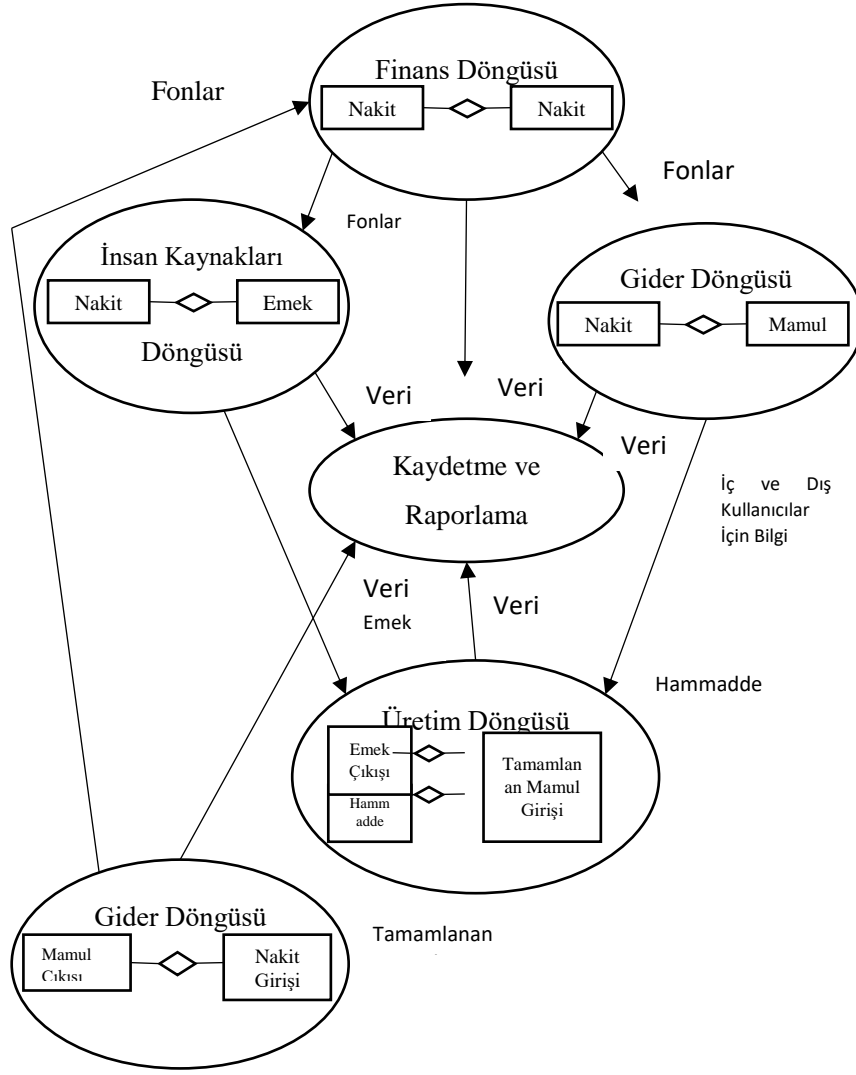 Finans Döngüsü
Fonlar
Nakit
Nakit
Fonlar
Fonlar
İnsan Kaynakları
Nakit
Emek
Döngüsü
Gider Döngüsü
Nakit
Mamul
Veri
Veri
Veri
Kaydetme ve
Raporlama
İç ve Dış
Kullanıcılar
İçin Bilgi
Veri
Emek
Veri
Hammadde
Üretim Döngüsü
Emek
Çıkışı
Hamm
adde
Tamamlan
an Mamul
Girişi
Gider Döngüsü
Mamul
Çıkışı
Nakit
Girişi
Tamamlanan